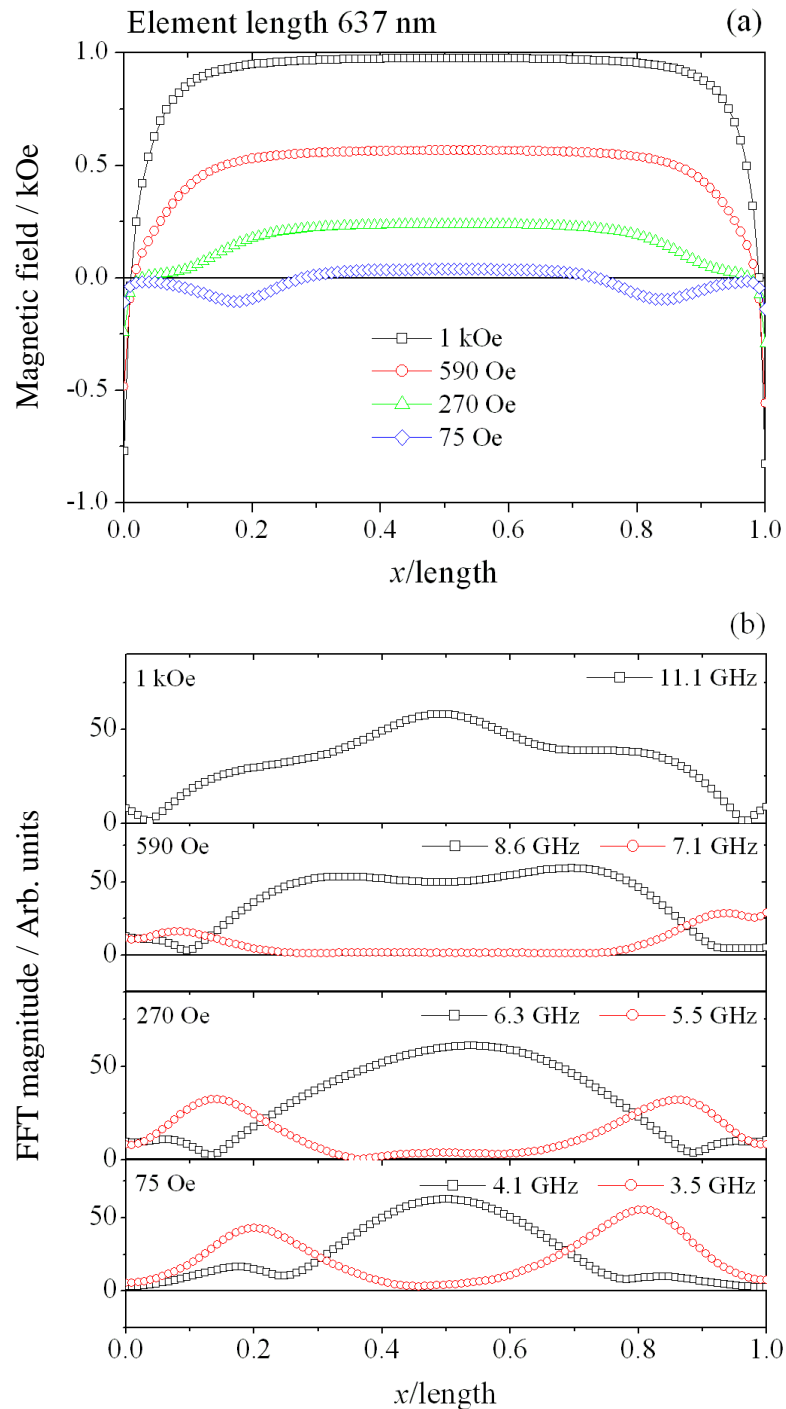 Element length 637 nm
(a)
Magnetic field / kOe
1.0
0.5
0.0
-0.5
-1.0
1 kOe
590 Oe
270 Oe
75 Oe
0.0 0.2 0.4 0.6 0.8 1.0
x/length
(b)
FFT magnitude / Arb. units
1 kOe 11.1 GHz
50
0
590 Oe 8.6 GHz 7.1 GHz
50
0
270 Oe 6.3 GHz 5.5 GHz
50
0
75 Oe 4.1 GHz 3.5 GHz
50
0
0.0 0.2 0.4 0.6 0.8 1.0
x/length